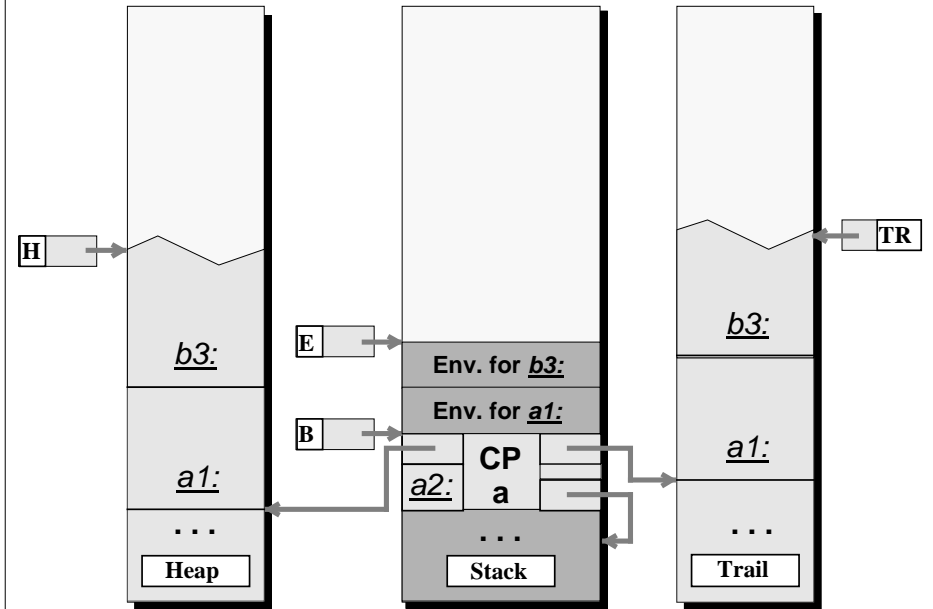 H
TR
b3:
b3:
E
Env. for b3:
Env. for a1:
B
CP
a
a2:
a1:
a1:
. . .
. . .
. . .
Heap
Stack
Trail